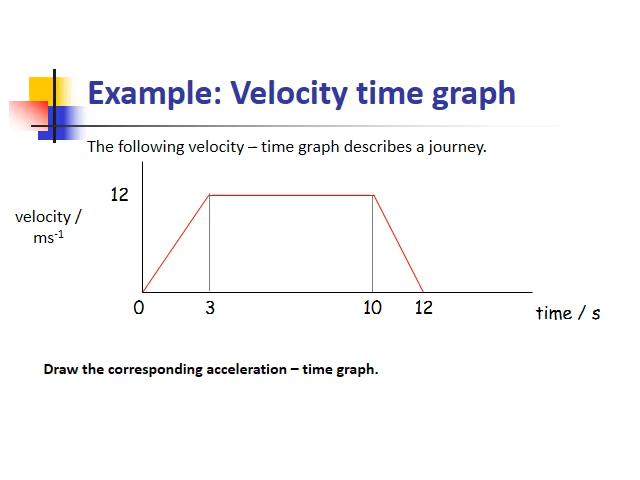 Example: Velocity time graph
The following velocity – time graph describes a journey.
12
velocity /
ms-1
0 3 10 12
time / s
Draw the corresponding acceleration – time graph.